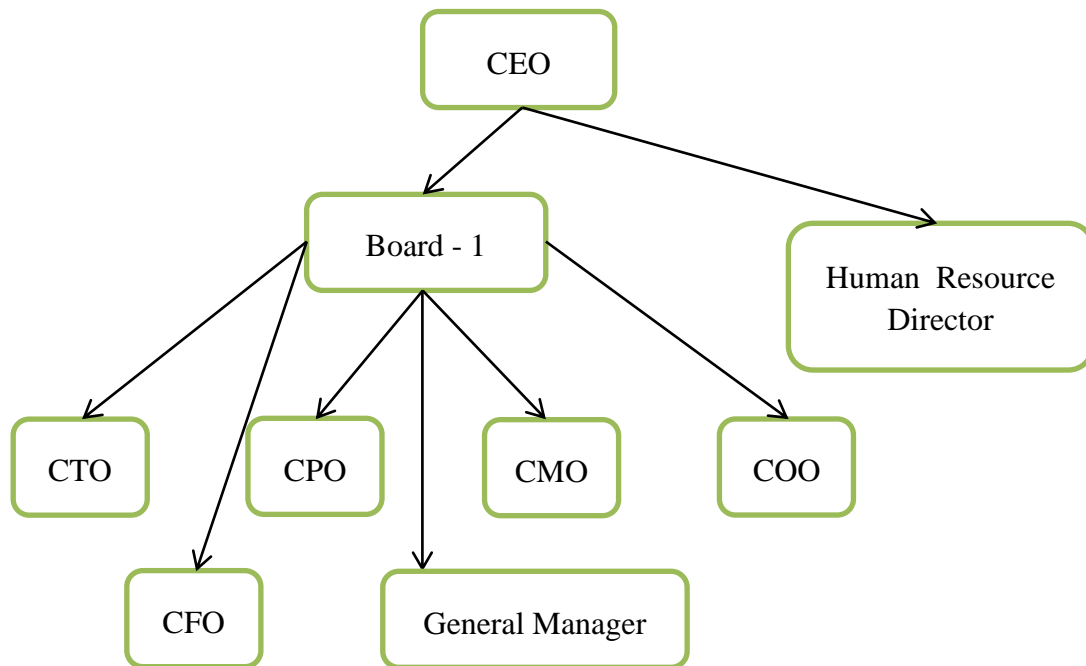 CEO
Board - 1
Human Resource
Director
CTO
CPO
CMO
COO
CFO
General Manager